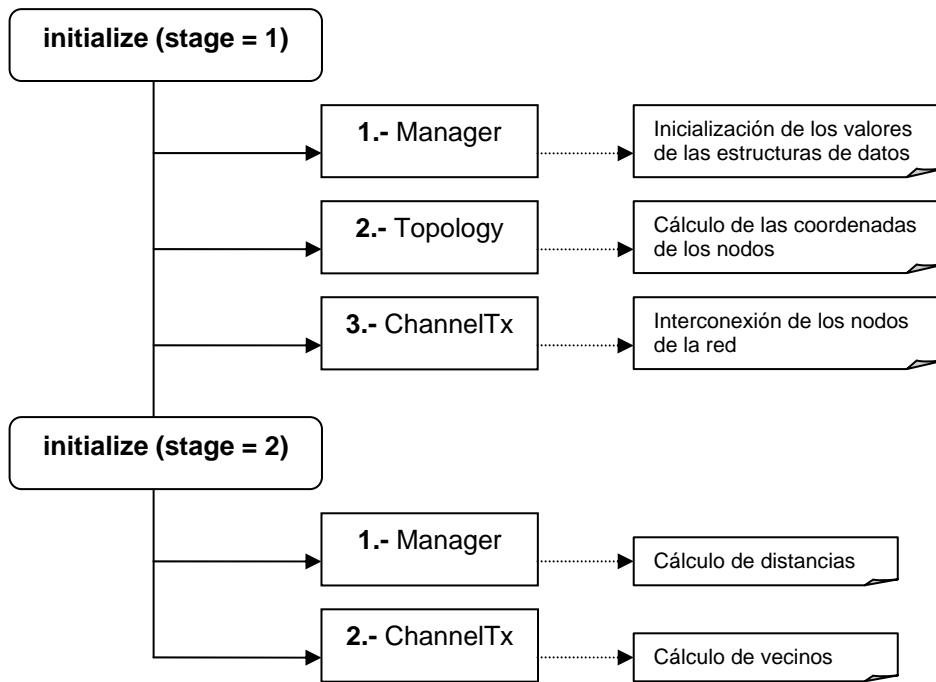 initialize (stage = 1)
1.- Manager
Inicialización de los valores
de las estructuras de datos
2.- Topology
Cálculo de las coordenadas
de los nodos
3.- ChannelTx
Interconexión de los nodos
de la red
initialize (stage = 2)
1.- Manager
Cálculo de distancias
2.- ChannelTx
Cálculo de vecinos